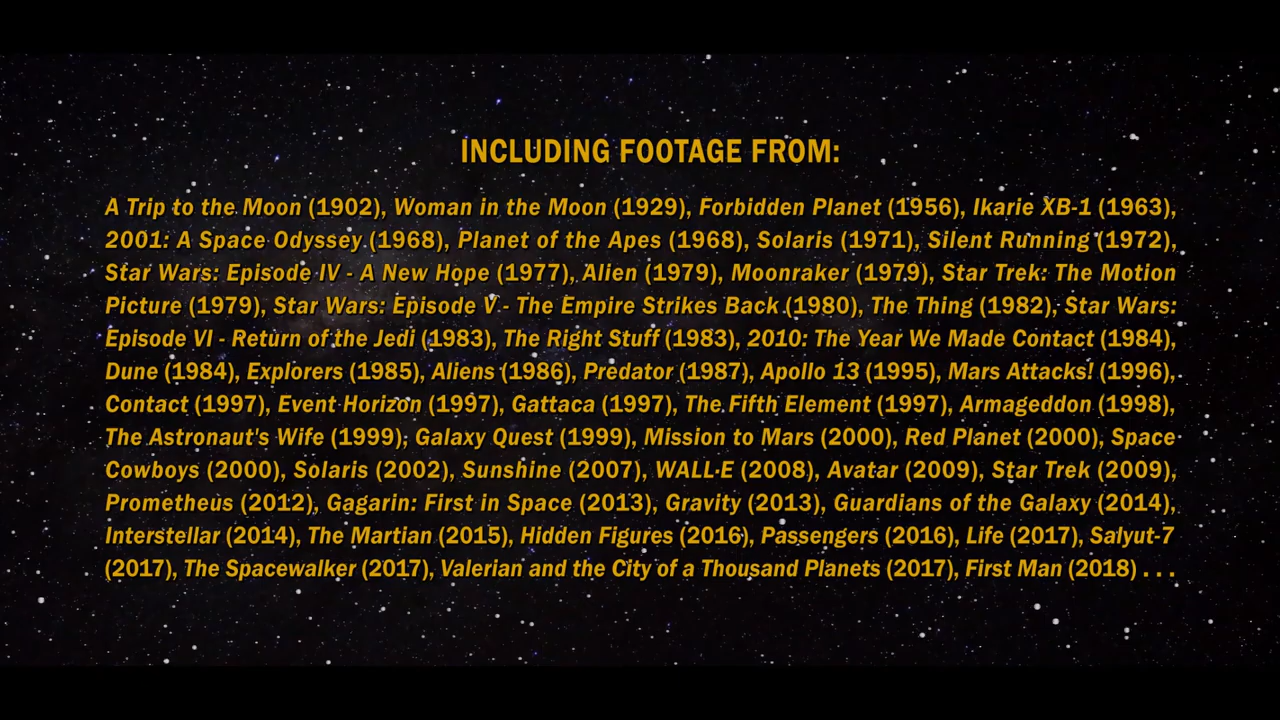 INCLUDING FOOTAGE FROM:
A Trip to the Moon (1902), Woman in the Moon (1929), Forbidden Planet (1956), Ikarie XB-1 (1963),
2001: A Space Odyssey (1968), Planet of the Apes (1968), Solaris (1971), Silent Running (1972),
Star Wars: Episode IV - A New Hope (1977), Alien (1979), Moonraker (1979), Star Trek: The Motion
Picture (1979), Star Wars: Episode V - The Empire Strikes Back (1980), The Thing (1982), Star Wars:
Episode VI - Return of the Jedi (1983), The Right Stuff (1983), 2010: The Year We Made Contact (1984),
Dune (1984), Explorers (1985), Aliens (1986), Predator (1987), Apollo 13 (1995), Mars Attacks! (1996),
Contact (1997), Event Horizon (1997), Gattaca (1997), The Fifth Element (1997), Armageddon (1998),
The Astronaut's Wife (1999), Galaxy Quest (1999), Mission to Mars (2000), Red Planet (2000), Space
Cowboys (2000), Solaris (2002), Sunshine (2007), WALL·E (2008), Avatar (2009), Star Trek (2009),
Prometheus (2012), Gagarin: First in Space (2013), Gravity (2013), Guardians of the Galaxy (2014),
Interstellar (2014), The Martian (2015), Hidden Figures (2016), Passengers (2016), Life (2017), Salyut-7
(2017), The Spacewalker (2017), Valerian and the City of a Thousand Planets (2017), First Man (2018) . . .